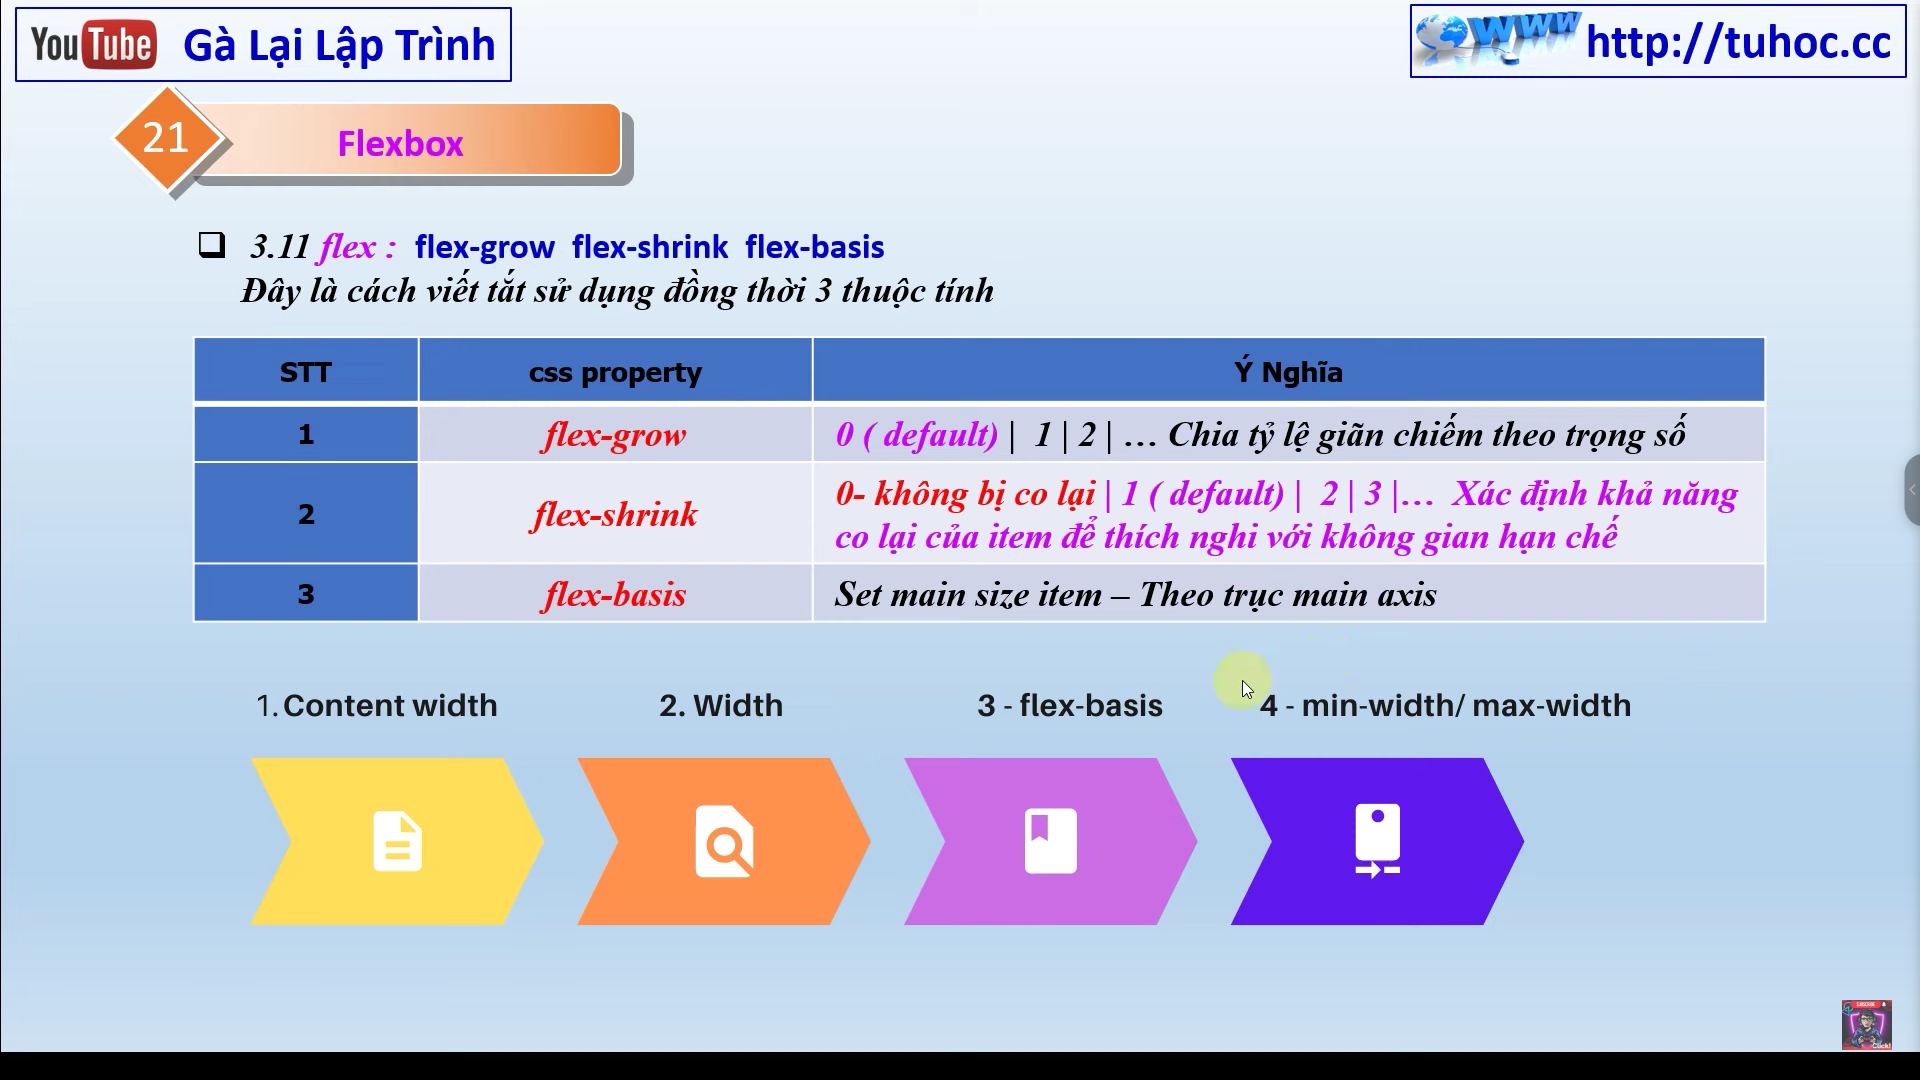 YouTube Gà Lại Lập Trình
WWW http://tuhoc.cc
21 Flexbox
3.11 flex : flex-grow flex-shrink flex-basis
Đây là cách viết tắt sử dụng đồng thời 3 thuộc tính
STT css property Ý Nghĩa
1 flex-grow 0 ( default) | 1 | 2 | … Chia tỷ lệ giãn chiếm theo trọng số
2 flex-shrink 0- không bị co lại | 1 ( default) | 2 | 3 |… Xác định khả năng
co lại của item để thích nghi với không gian hạn chế
3 flex-basis Set main size item – Theo trục main axis
1. Content width 2. Width 3 - flex-basis 4 - min-width/ max-width
SUBSCRIBE
Click!